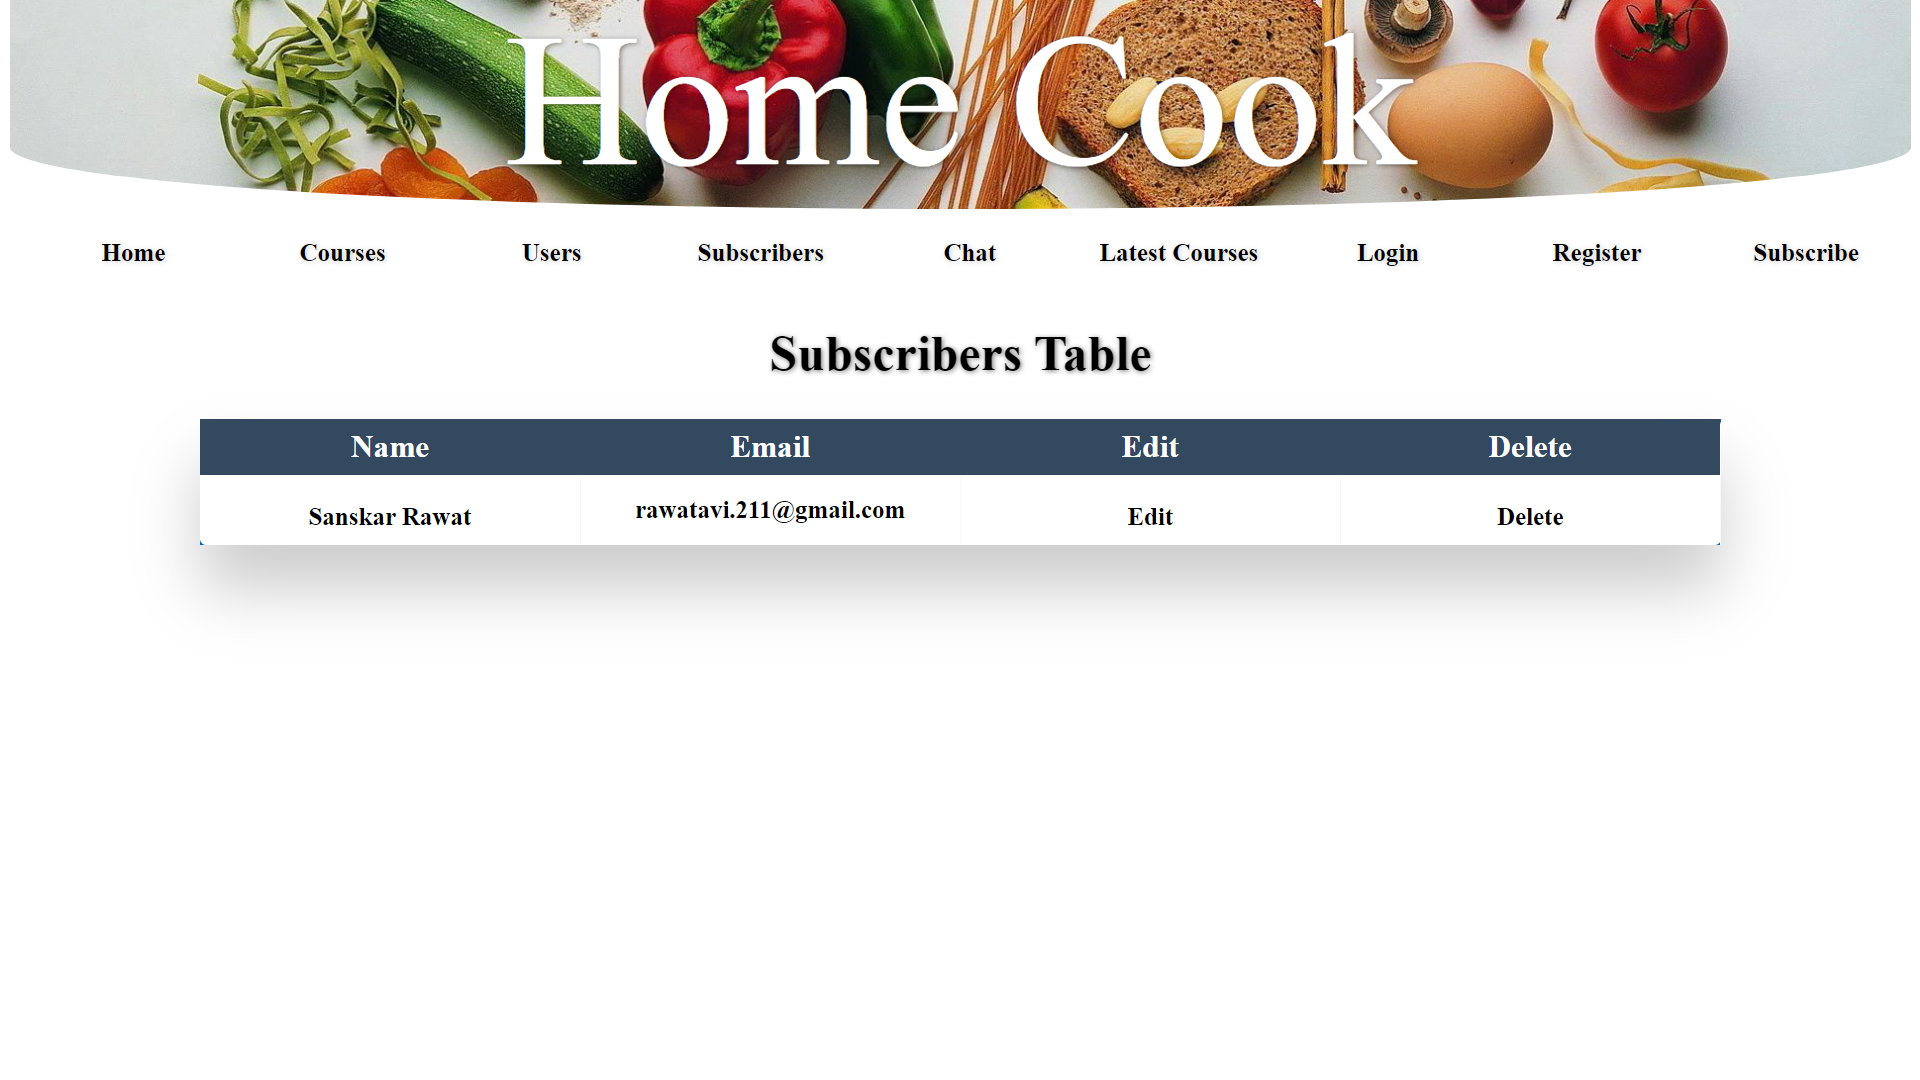 Home Cook
Home Courses Users Subscribers Chat Latest Courses Login Register Subscribe
Subscribers Table
Name Email Edit Delete
Sanskar Rawat rawatavi.211@gmail.com Edit Delete